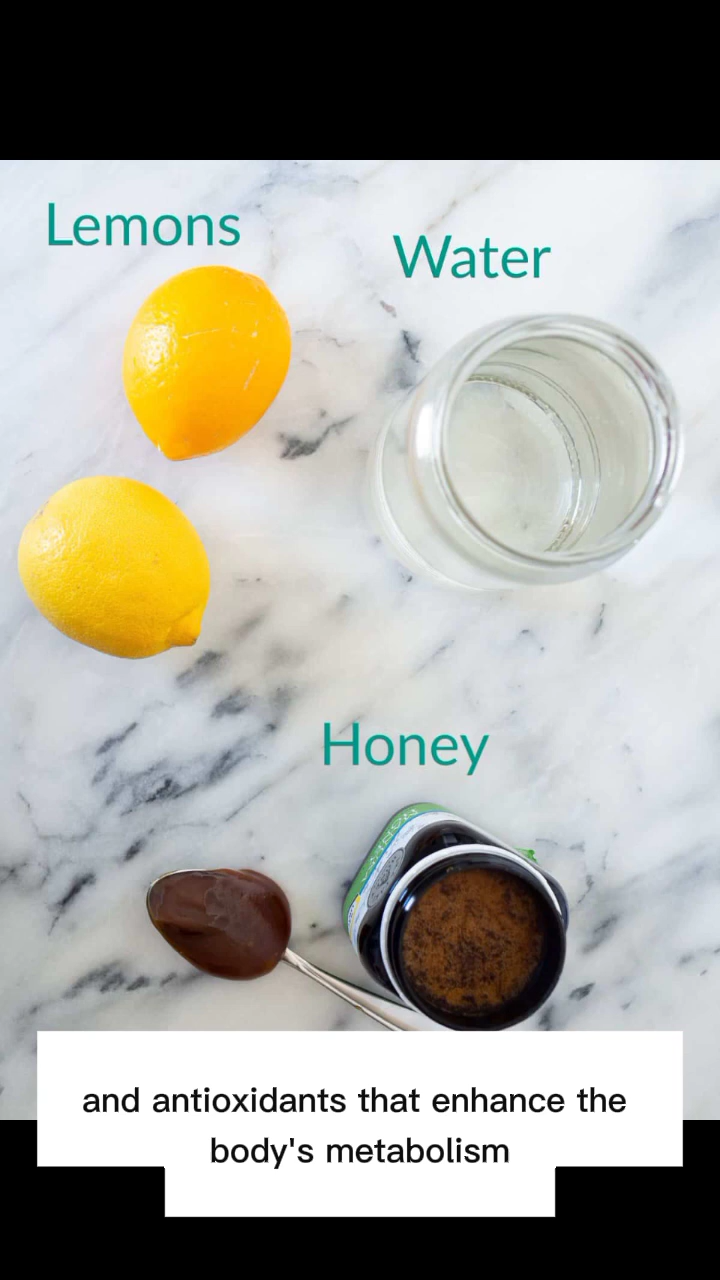 Lemons
Water
Honey
and antioxidants that enhance the
body's metabolism